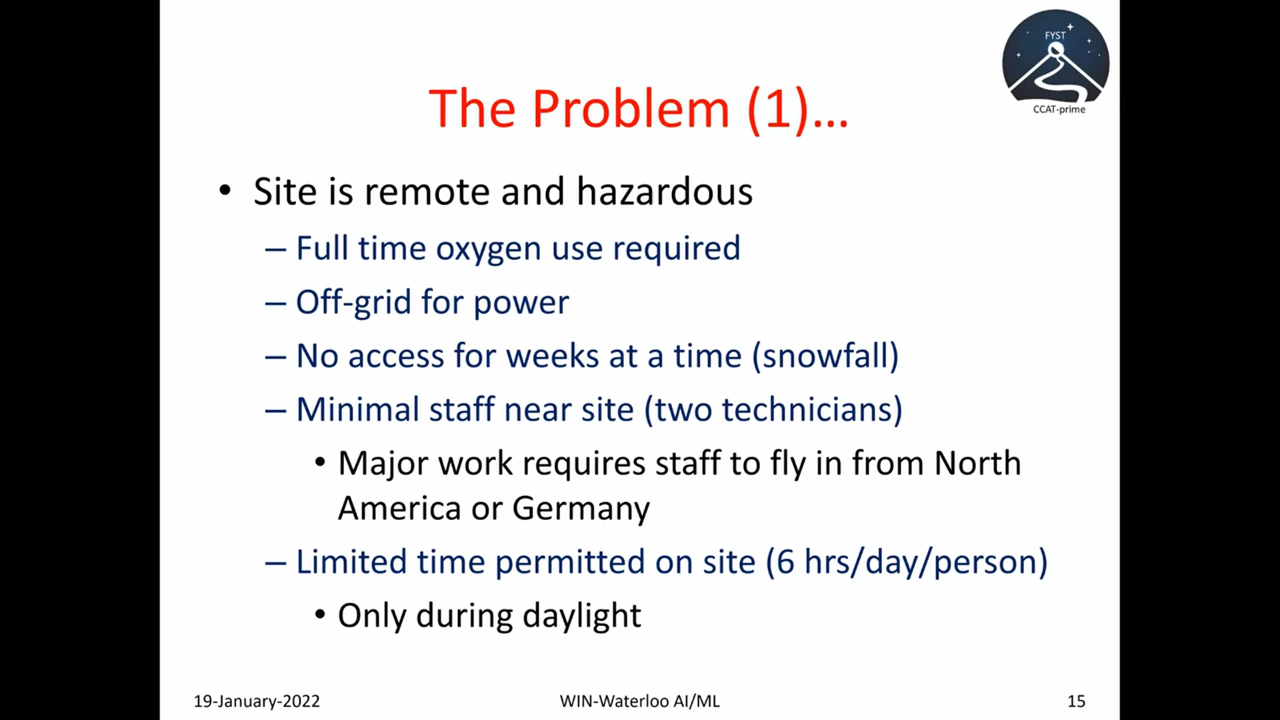 FYST
CCAT-prime
The Problem (1)...
• Site is remote and hazardous
– Full time oxygen use required
– Off-grid for power
– No access for weeks at a time (snowfall)
– Minimal staff near site (two technicians)
• Major work requires staff to fly in from North
America or Germany
– Limited time permitted on site (6 hrs/day/person)
• Only during daylight
19-January-2022
WIN-Waterloo AI/ML
15